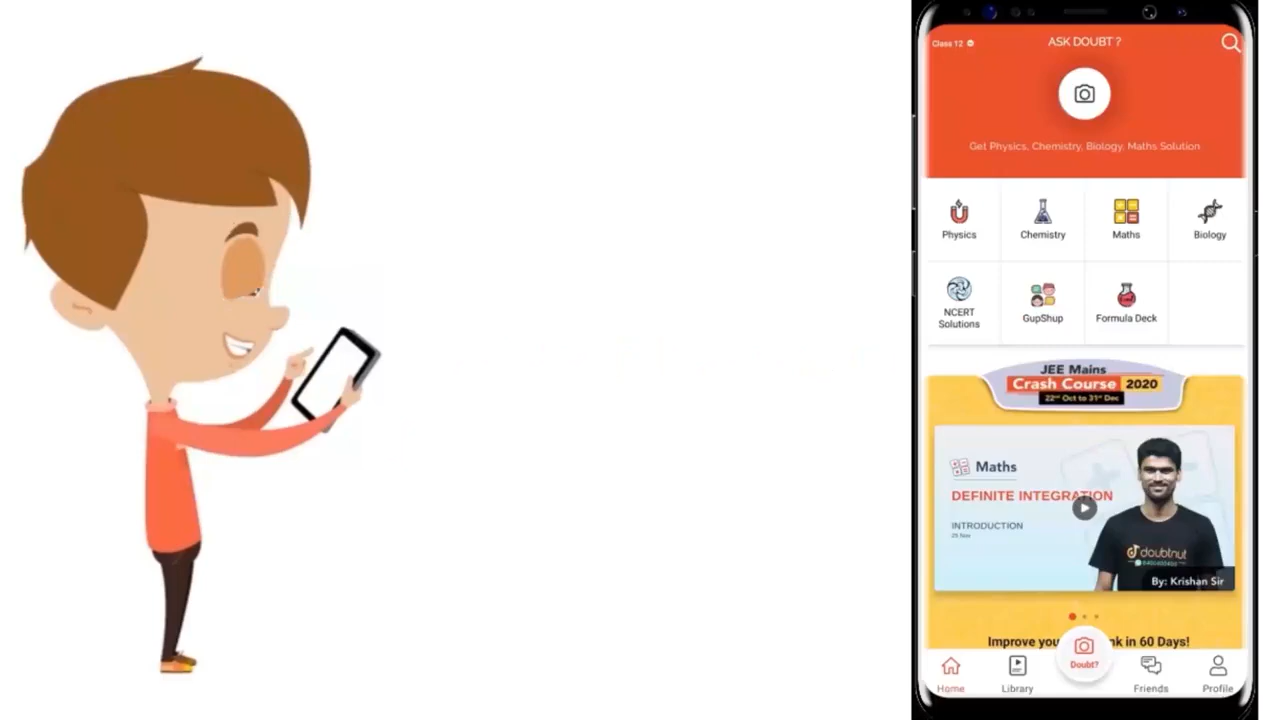 Class 12
ASK DOUBT ?
Get Physics, Chemistry, Biology, Maths Solution
Physics
Chemistry
Maths
Biology
NCERT
Solutions
GupShup
Formula Deck
JEE Mains
Crash Course 2020
22nd Oct to 31st Dec
Maths
DEFINITE INTEGRATION
INTRODUCTION
doubtnut
By: Krishan Sir
Improve you nk in 60 Days!
Doubt?
Home
Library
Friends
Profile